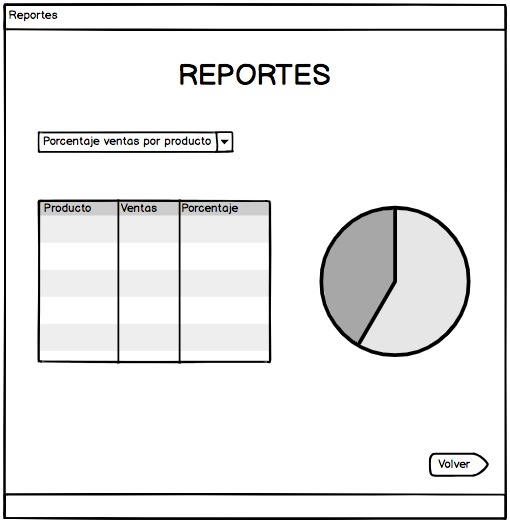 Reportes
REPORTES
Porcentaje ventas por producto
Producto Ventas Porcentaje
Volver